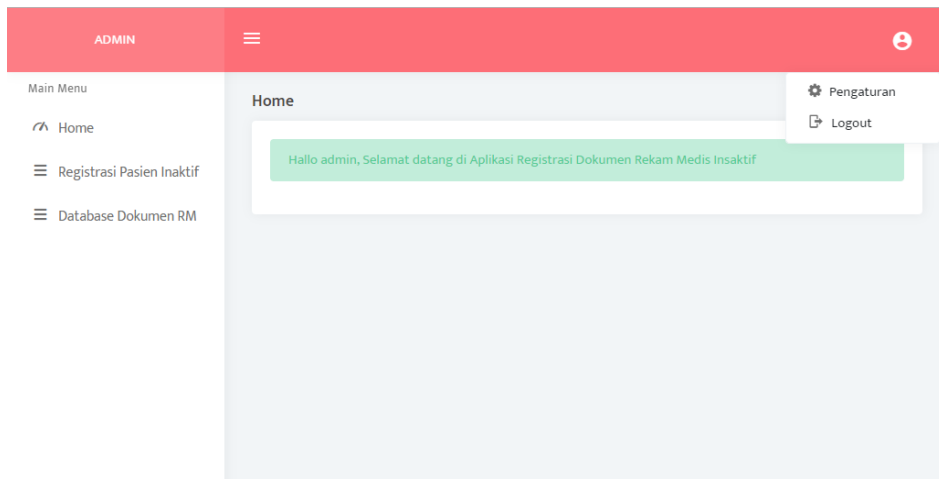 ADMIN
Main Menu
Home
Registrasi Pasien Inaktif
Database Dokumen RM
Home
Hallo admin, Selamat datang di Aplikasi Registrasi Dokumen Rekam Medis Insaktif
Pengaturan
Logout